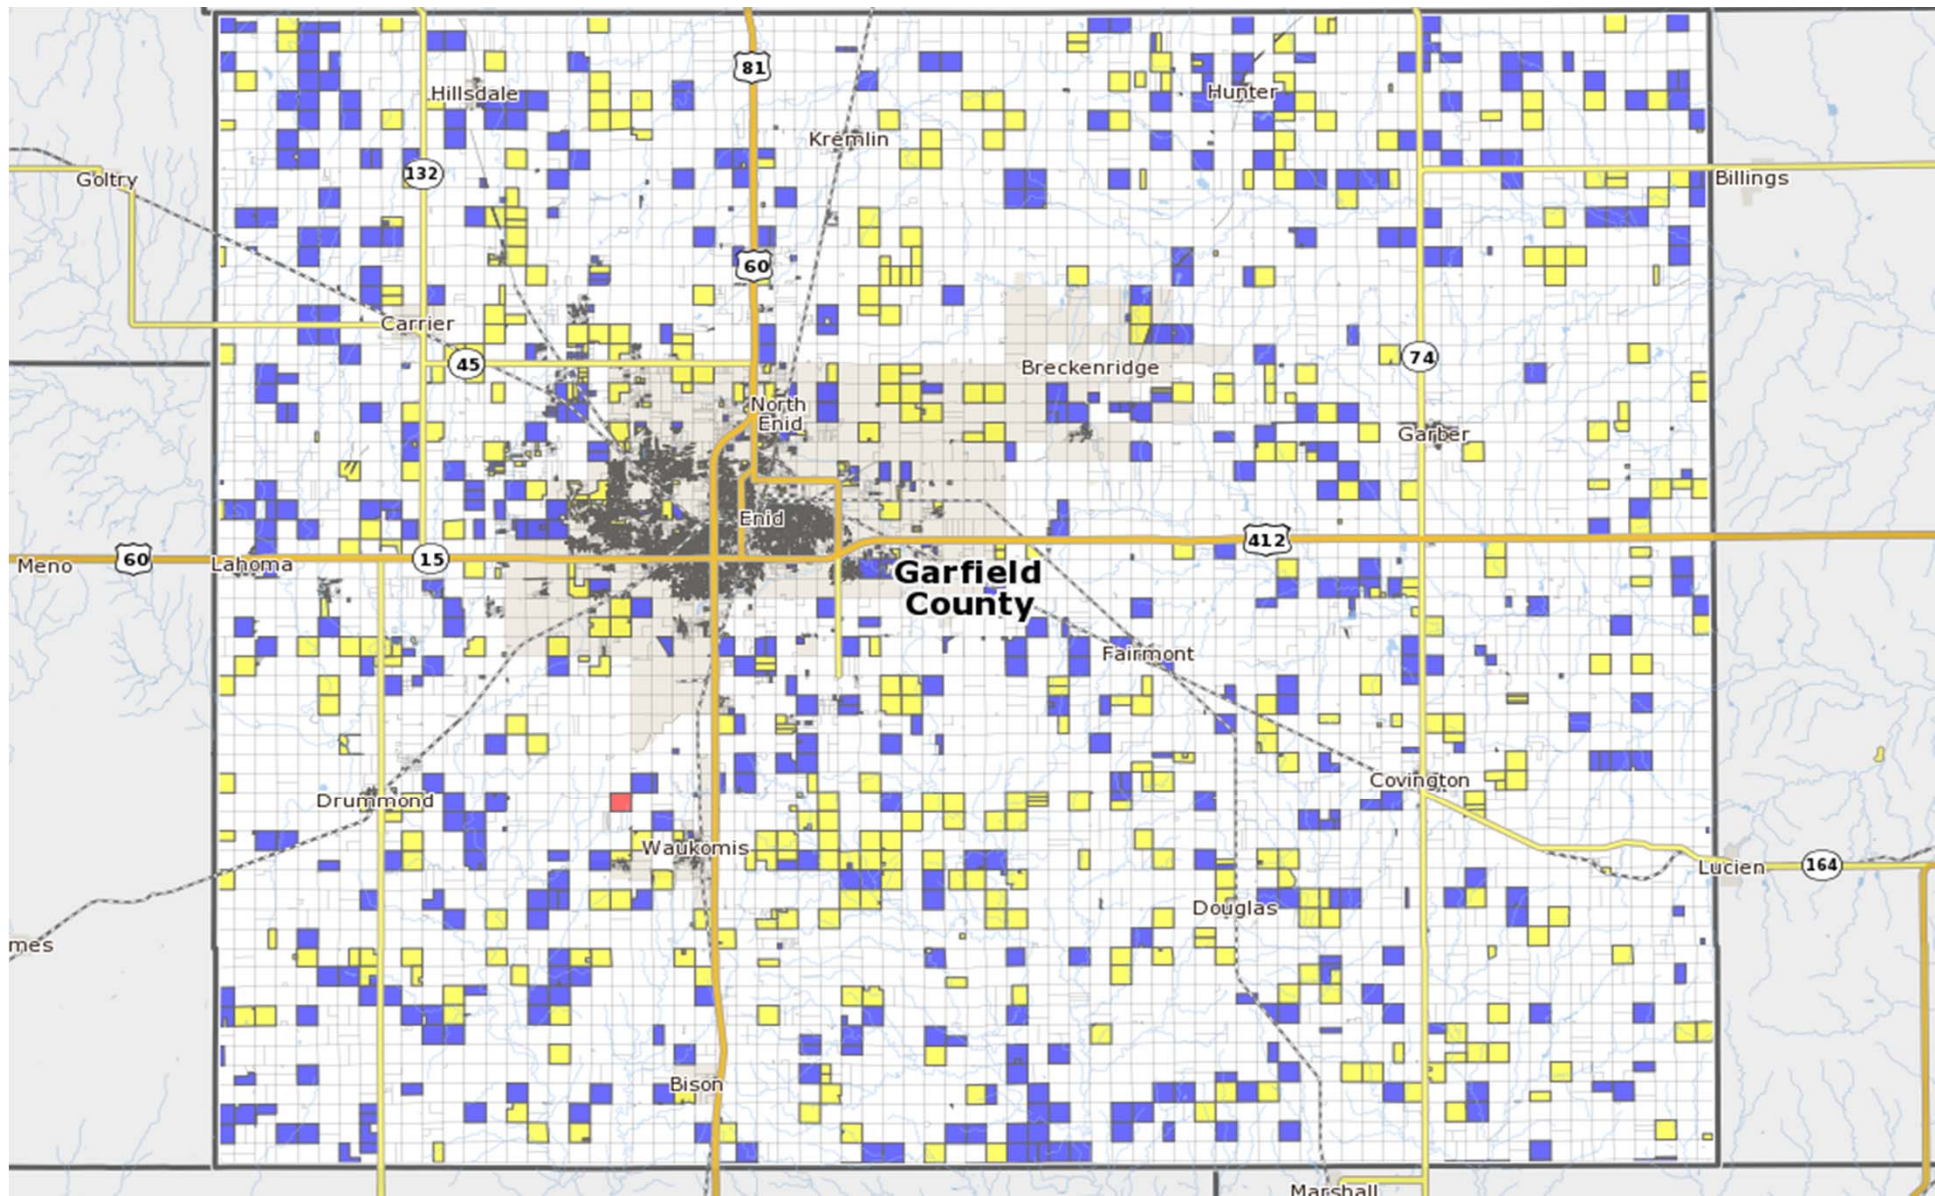 81
Hillsdale
Hunter
Kremlin
132
Goltry
Billings
60
Carrier
45
Breckenridge
74
North
Enid
Garber
Enid
412
Meno
60
Lahoma
15
Garfield
County
Fairmont
Drummond
Covington
Waukomis
Lucien
164
Douglas
mes
Bison
Marshall